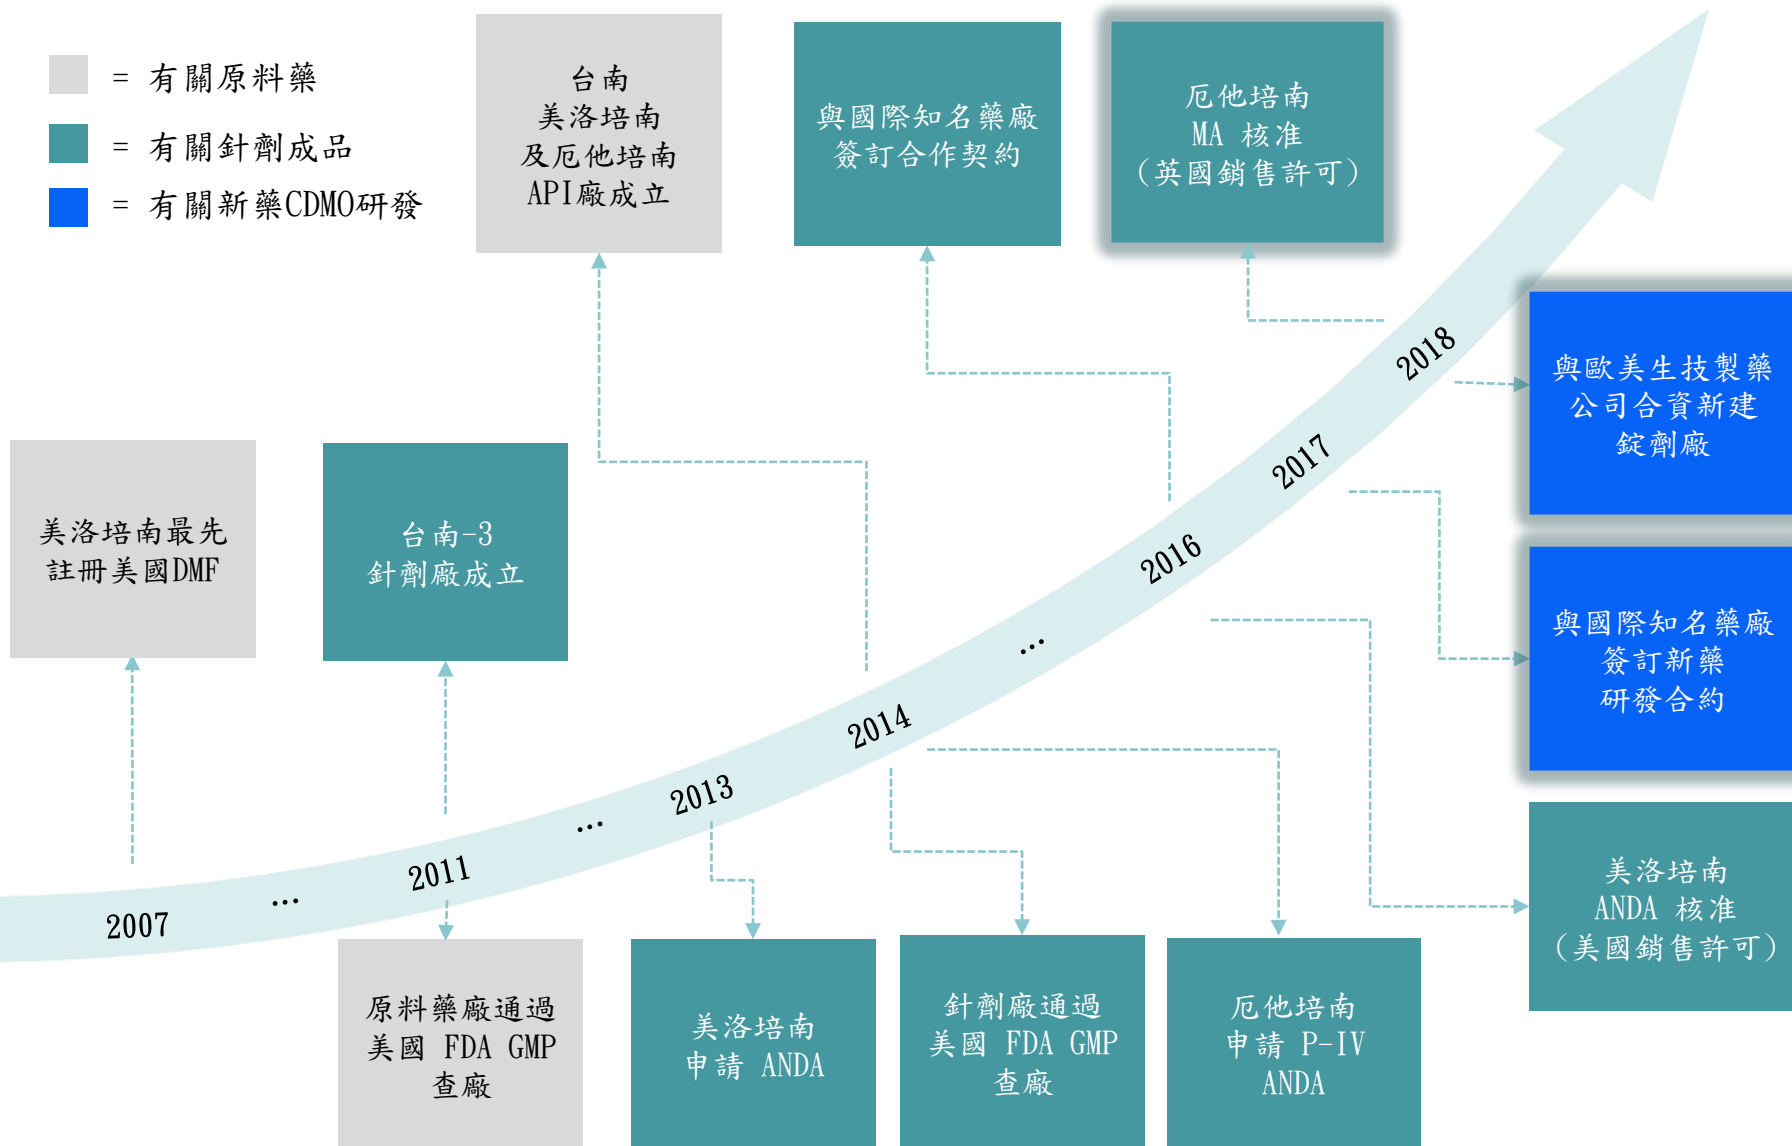 = 有關原料藥
= 有關針劑成品
= 有關新藥CDMO研發
台南
美洛培南
及厄他培南
API廠成立
與國際知名藥廠
簽訂合作契約
厄他培南
MA 核准
(英國銷售許可)
美洛培南最先
註冊美國DMF
台南-3
針劑廠成立
與歐美生技製藥
公司合資新建
錠劑廠
與國際知名藥廠
簽訂新藥
研發合約
美洛培南
ANDA 核准
(美國銷售許可)
2007
...
2011
...
2013
2014
...
2016
2017
2018
原料藥廠通過
美國 FDA GMP
查廠
美洛培南
申請 ANDA
針劑廠通過
美國 FDA GMP
查廠
厄他培南
申請 P-IV
ANDA